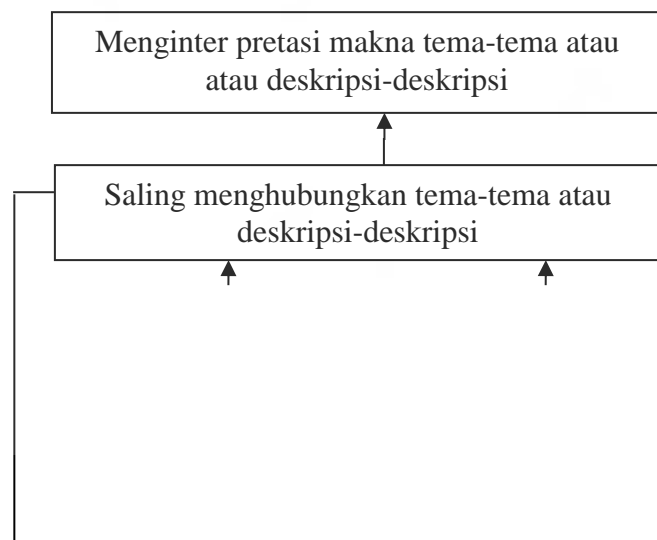 Menginter pretasi makna tema-tema atau
atau deskripsi-deskripsi
Saling menghubungkan tema-tema atau
deskripsi-deskripsi